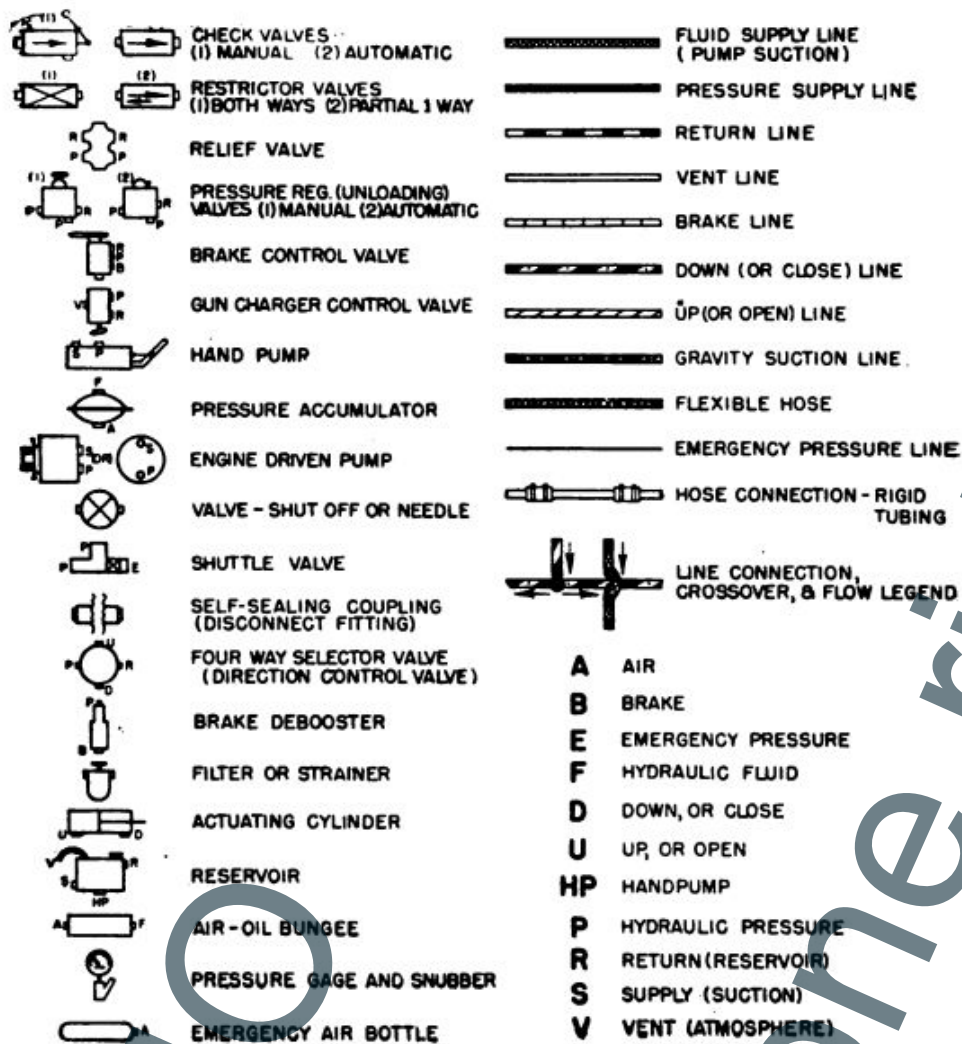 (1)
CHECK VALVES
(1) MANUAL (2) AUTOMATIC
(1) (2)
RESTRICTOR VALVES
(1) BOTH WAYS (2) PARTIAL 1 WAY
R R
P P
RELIEF VALVE
(1) (2)
P R R
P P
PRESSURE REG. (UNLOADING)
VALVES (1) MANUAL (2) AUTOMATIC
B
BRAKE CONTROL VALVE
V P
R
GUN CHARGER CONTROL VALVE
S P
HAND PUMP
F
A
PRESSURE ACCUMULATOR
S S
P P
ENGINE DRIVEN PUMP
VALVE - SHUT OFF OR NEEDLE
P
P E
SHUTTLE VALVE
SELF-SEALING COUPLING
(DISCONNECT FITTING)
U
P R
D
FOUR WAY SELECTOR VALVE
(DIRECTION CONTROL VALVE)
P
B
BRAKE DEBOOSTER
FILTER OR STRAINER
U D
ACTUATING CYLINDER
V R
S
HP
RESERVOIR
A F
AIR-OIL BUNGEE
PRESSURE GAGE AND SNUBBER
A
EMERGENCY AIR BOTTLE
FLUID SUPPLY LINE
(PUMP SUCTION)
PRESSURE SUPPLY LINE
RETURN LINE
VENT LINE
BRAKE LINE
DOWN (OR CLOSE) LINE
UP (OR OPEN) LINE
GRAVITY SUCTION LINE
FLEXIBLE HOSE
EMERGENCY PRESSURE LINE
HOSE CONNECTION - RIGID
TUBING
LINE CONNECTION,
CROSSOVER, & FLOW LEGEND
A AIR
B BRAKE
E EMERGENCY PRESSURE
F HYDRAULIC FLUID
D DOWN, OR CLOSE
U UP, OR OPEN
HP HANDPUMP
P HYDRAULIC PRESSURE
R RETURN (RESERVOIR)
S SUPPLY (SUCTION)
V VENT (ATMOSPHERE)